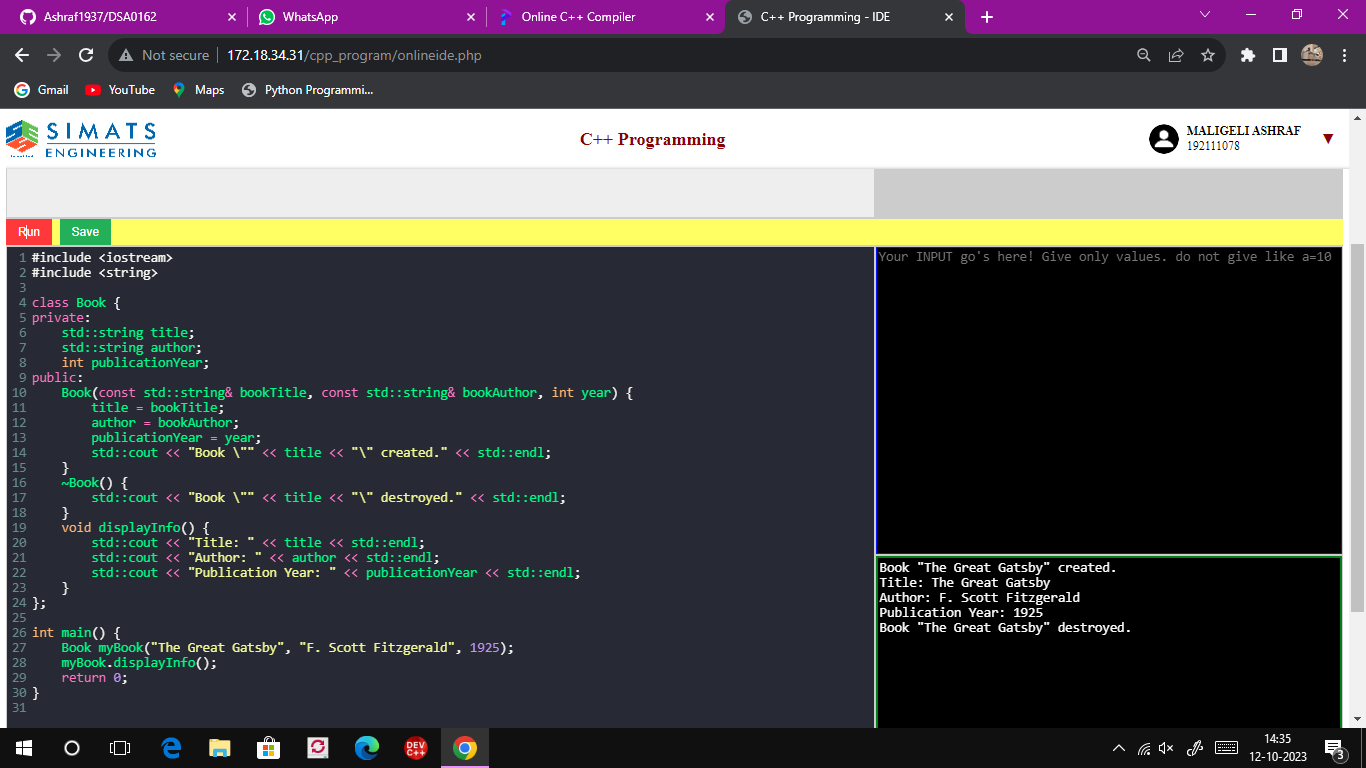 Ashraf1937/DSA0162
WhatsApp
Online C++ Compiler
C++ Programming - IDE
Not secure
172.18.34.31/cpp_program/onlineide.php
Gmail
YouTube
Maps
Python Programmi...
SIMATS
ENGINEERING
C++ Programming
MALIGELI ASHRAF
192111078
Run
Save
1 #include <iostream>
2 #include <string>
3
4 class Book {
5 private:
6     std::string title;
7     std::string author;
8     int publicationYear;
9 public:
10     Book(const std::string& bookTitle, const std::string& bookAuthor, int year) {
11         title = bookTitle;
12         author = bookAuthor;
13         publicationYear = year;
14         std::cout << "Book \"" << title << "\" created." << std::endl;
15     }
16     ~Book() {
17         std::cout << "Book \"" << title << "\" destroyed." << std::endl;
18     }
19     void displayInfo() {
20         std::cout << "Title: " << title << std::endl;
21         std::cout << "Author: " << author << std::endl;
22         std::cout << "Publication Year: " << publicationYear << std::endl;
23     }
24 };
25
26 int main() {
27     Book myBook("The Great Gatsby", "F. Scott Fitzgerald", 1925);
28     myBook.displayInfo();
29     return 0;
30 }
31
Your INPUT go's here! Give only values. do not give like a=10
Book "The Great Gatsby" created.
Title: The Great Gatsby
Author: F. Scott Fitzgerald
Publication Year: 1925
Book "The Great Gatsby" destroyed.
DEV
C++
14:35
12-10-2023
3